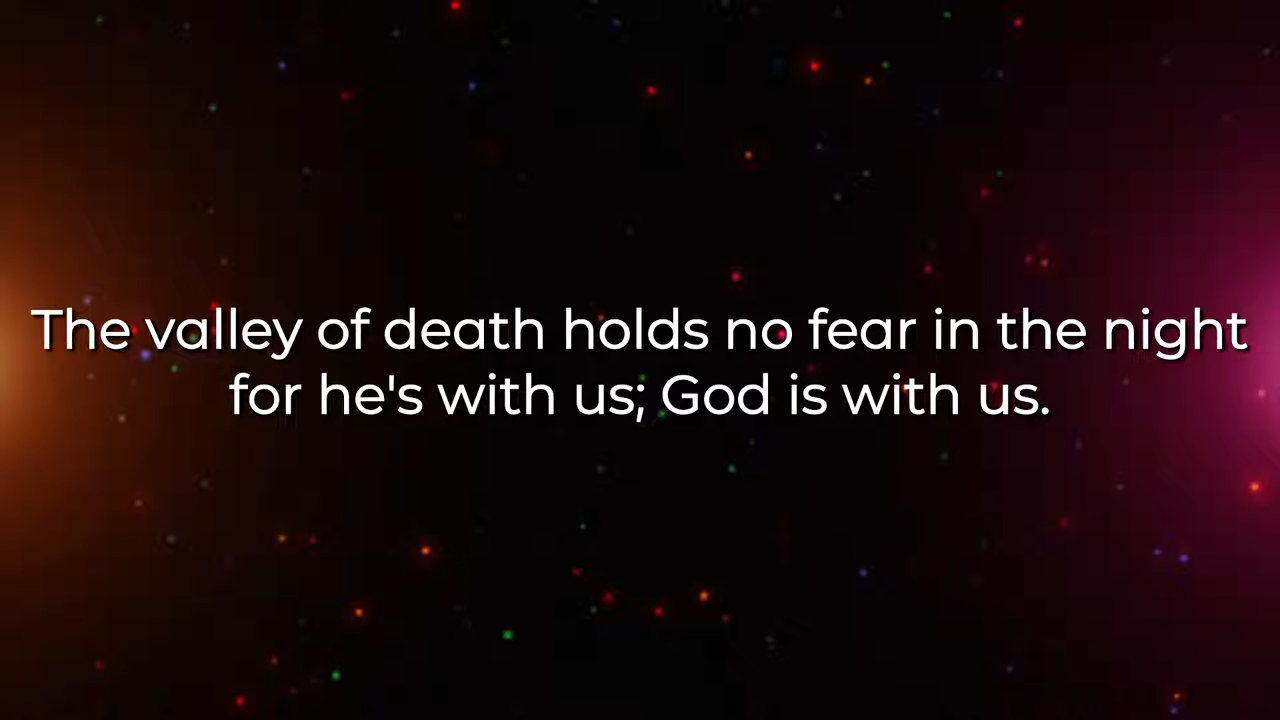 The valley of death holds no fear in the night
for he's with us; God is with us.